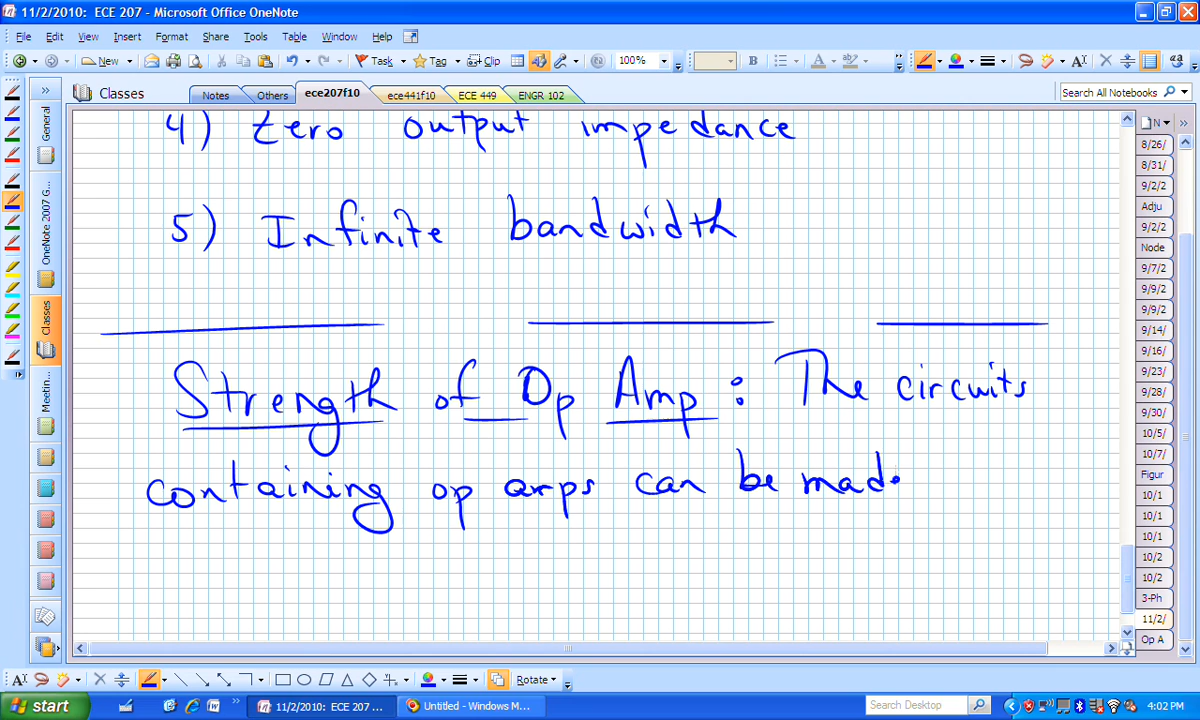 11/2/2010: ECE 207 - Microsoft Office OneNote
File Edit View Insert Format Share Tools Table Window Help
New Task Tag Clip 100% B A ab
Classes Notes Others ece207f10 ece441f10 ECE 449 ENGR 102 Search All Notebooks
General
OneNote 2007 G...
Classes
Meetin...
4) Zero output impedance
5) Infinite bandwidth
Strength of Op Amp : The circuits
containing op amps can be made
N
8/26/
8/31/
9/2/2
Adju
9/2/2
Node
9/7/2
9/9/2
9/9/2
9/14/
9/16/
9/23/
9/28/
9/30/
10/5/
10/7/
Figur
10/1
10/1
10/1
10/2
10/2
3-Ph
11/2/
Op A
Rotate
start 11/2/2010: ECE 207 ... Untitled - Windows M... Search Desktop 4:02 PM